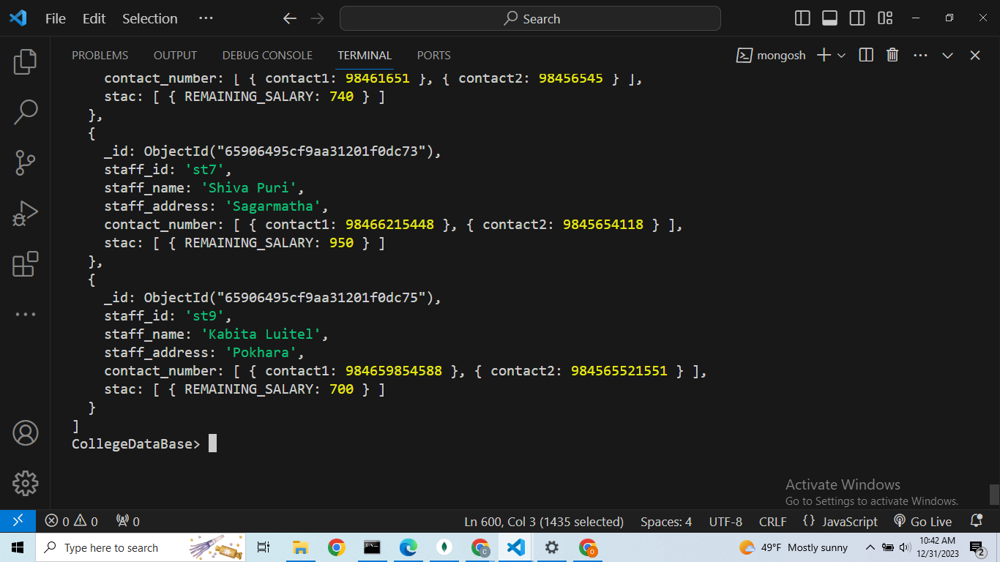 File Edit Selection ··· Search
PROBLEMS OUTPUT DEBUG CONSOLE TERMINAL PORTS mongosh
contact_number: [ { contact1: 98461651 }, { contact2: 98456545 } ],
stac: [ { REMAINING_SALARY: 740 } ]
},
{
_id: ObjectId("65906495cf9aa31201f0dc73"),
staff_id: 'st7',
staff_name: 'Shiva Puri',
staff_address: 'Sagarmatha',
contact_number: [ { contact1: 98466215448 }, { contact2: 9845654118 } ],
stac: [ { REMAINING_SALARY: 950 } ]
},
{
_id: ObjectId("65906495cf9aa31201f0dc75"),
staff_id: 'st9',
staff_name: 'Kabita Luitel',
staff_address: 'Pokhara',
contact_number: [ { contact1: 984659854588 }, { contact2: 984565521551 } ],
stac: [ { REMAINING_SALARY: 700 } ]
}
]
CollegeDataBase>
Activate Windows
Go to Settings to activate Windows.
0 0 0 Ln 600, Col 3 (1435 selected) Spaces: 4 UTF-8 CRLF {} JavaScript Go Live
Type here to search 49°F Mostly sunny 10:42 AM
12/31/2023 2